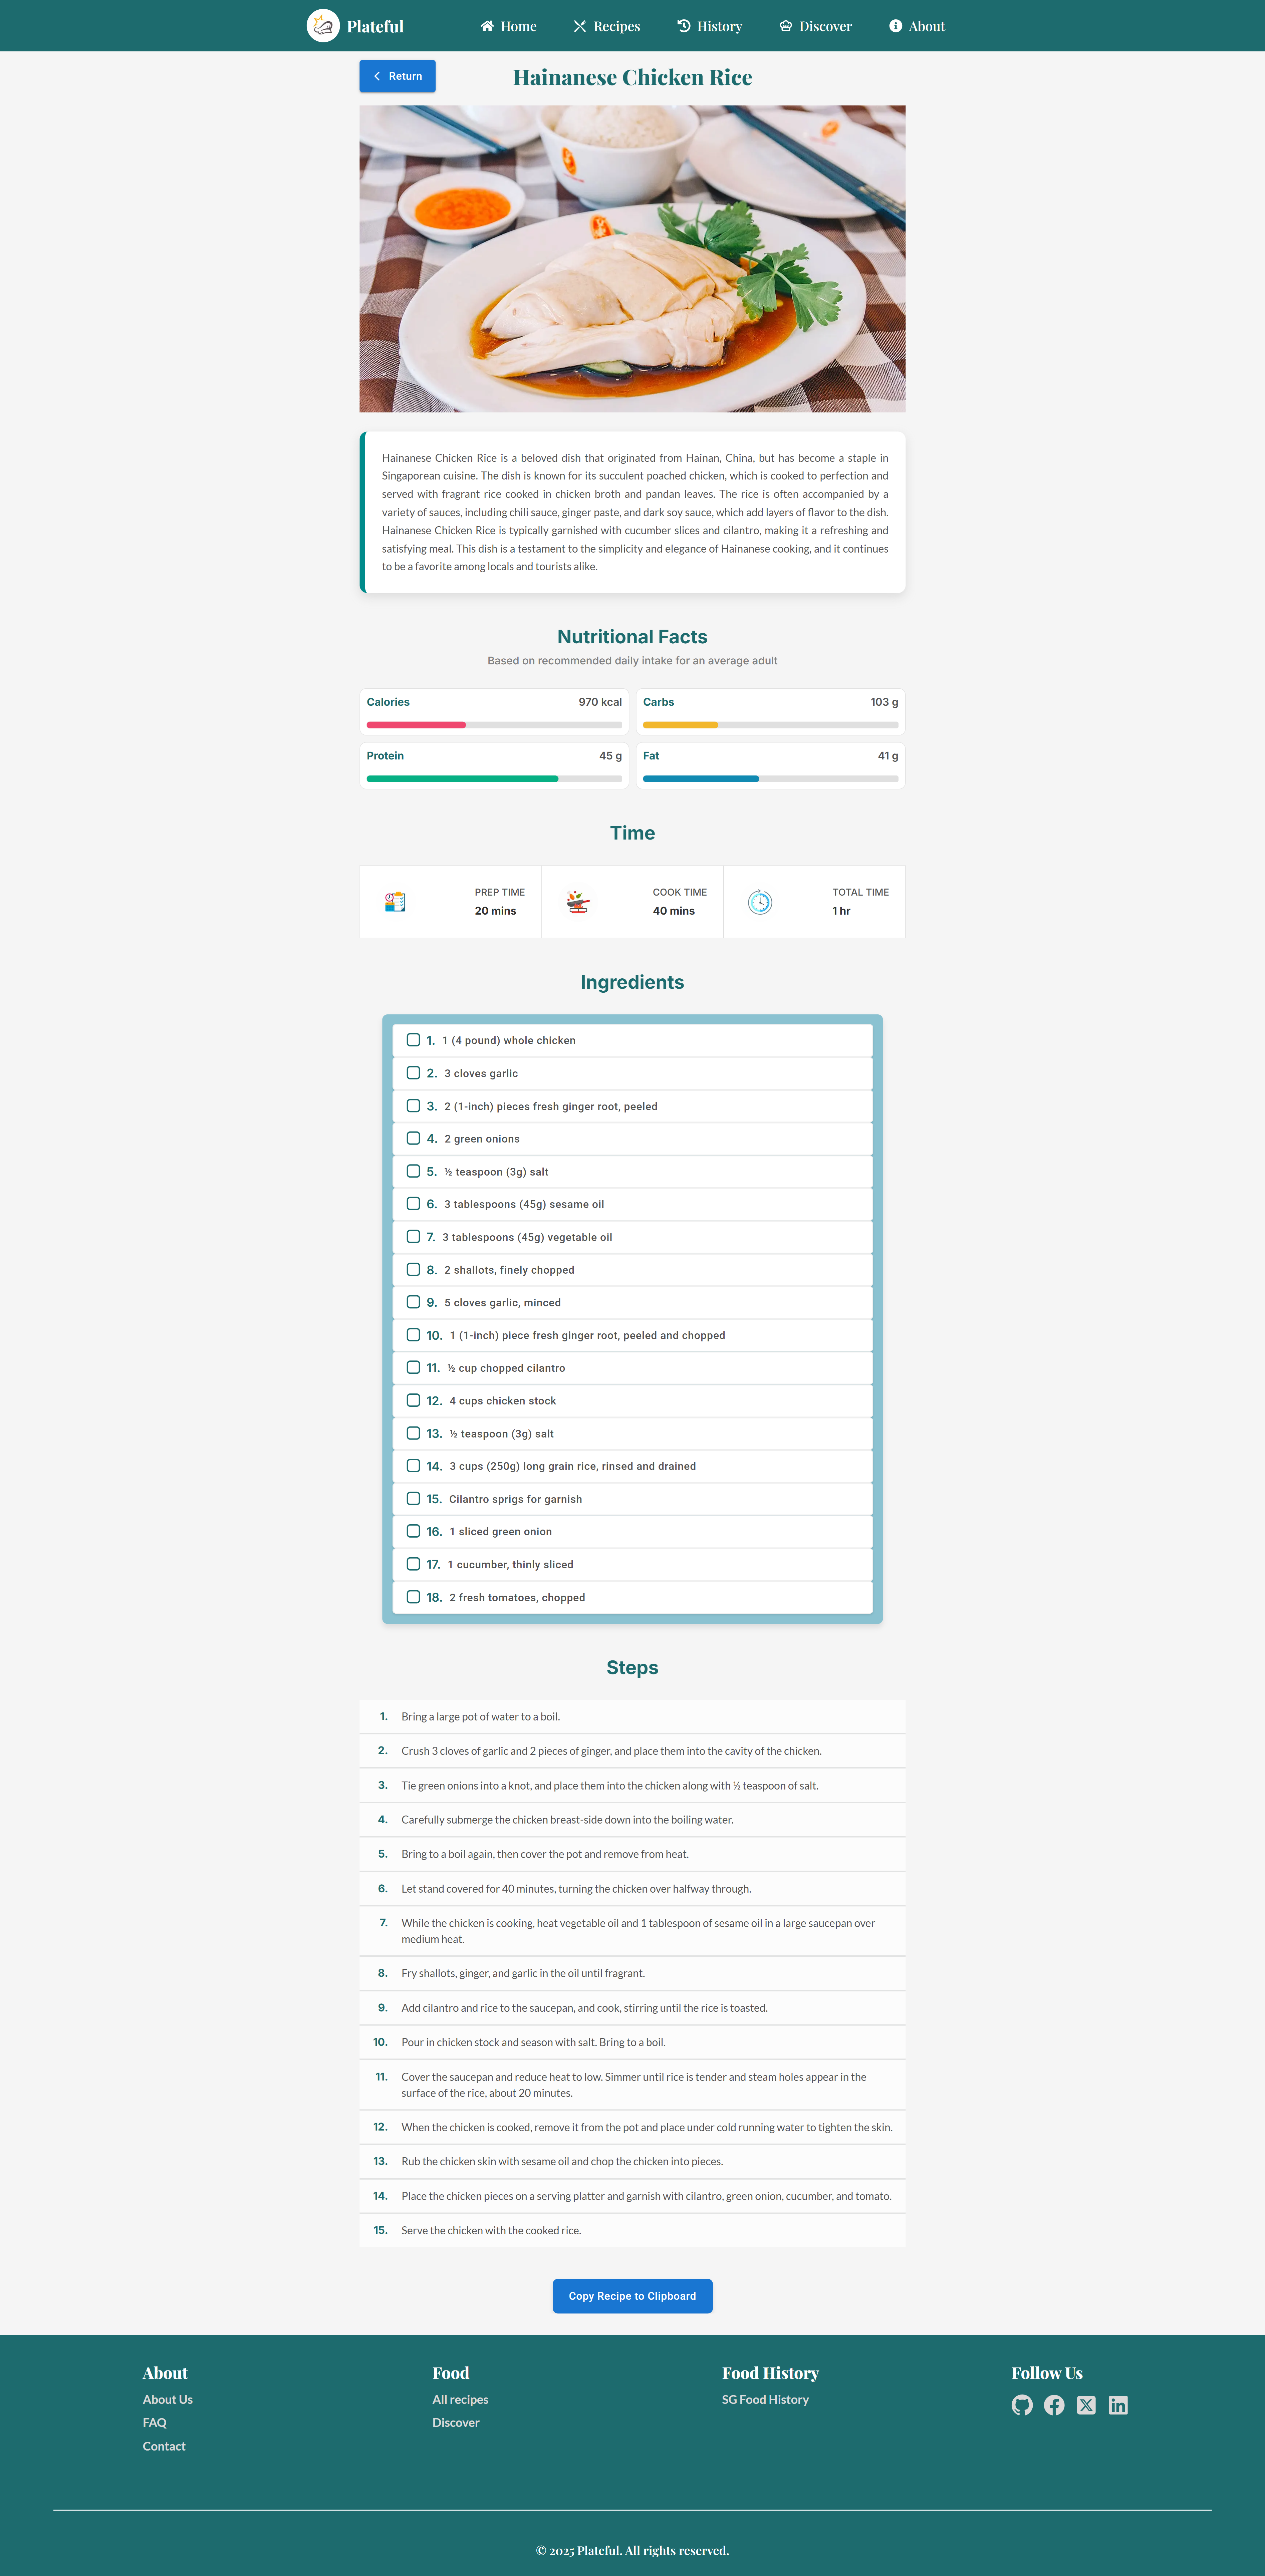 Plateful
Home
Recipes
History
Discover
About
Return
Hainanese Chicken Rice
Hainanese Chicken Rice is a beloved dish that originated from Hainan, China, but has become a staple in
Singaporean cuisine. The dish is known for its succulent poached chicken, which is cooked to perfection and
served with fragrant rice cooked in chicken broth and pandan leaves. The rice is often accompanied by a
variety of sauces, including chili sauce, ginger paste, and dark soy sauce, which add layers of flavor to the dish.
Hainanese Chicken Rice is typically garnished with cucumber slices and cilantro, making it a refreshing and
satisfying meal. This dish is a testament to the simplicity and elegance of Hainanese cooking, and it continues
to be a favorite among locals and tourists alike.
Nutritional Facts
Based on recommended daily intake for an average adult
Calories 970 kcal
Carbs 103 g
Protein 45 g
Fat 41 g
Time
PREP TIME
20 mins
COOK TIME
40 mins
TOTAL TIME
1 hr
Ingredients
1. 1 (4 pound) whole chicken
2. 3 cloves garlic
3. 2 (1-inch) pieces fresh ginger root, peeled
4. 2 green onions
5. ½ teaspoon (3g) salt
6. 3 tablespoons (45g) sesame oil
7. 3 tablespoons (45g) vegetable oil
8. 2 shallots, finely chopped
9. 5 cloves garlic, minced
10. 1 (1-inch) piece fresh ginger root, peeled and chopped
11. ½ cup chopped cilantro
12. 4 cups chicken stock
13. ½ teaspoon (3g) salt
14. 3 cups (250g) long grain rice, rinsed and drained
15. Cilantro sprigs for garnish
16. 1 sliced green onion
17. 1 cucumber, thinly sliced
18. 2 fresh tomatoes, chopped
Steps
1. Bring a large pot of water to a boil.
2. Crush 3 cloves of garlic and 2 pieces of ginger, and place them into the cavity of the chicken.
3. Tie green onions into a knot, and place them into the chicken along with ½ teaspoon of salt.
4. Carefully submerge the chicken breast-side down into the boiling water.
5. Bring to a boil again, then cover the pot and remove from heat.
6. Let stand covered for 40 minutes, turning the chicken over halfway through.
7. While the chicken is cooking, heat vegetable oil and 1 tablespoon of sesame oil in a large saucepan over
medium heat.
8. Fry shallots, ginger, and garlic in the oil until fragrant.
9. Add cilantro and rice to the saucepan, and cook, stirring until the rice is toasted.
10. Pour in chicken stock and season with salt. Bring to a boil.
11. Cover the saucepan and reduce heat to low. Simmer until rice is tender and steam holes appear in the
surface of the rice, about 20 minutes.
12. When the chicken is cooked, remove it from the pot and place under cold running water to tighten the skin.
13. Rub the chicken skin with sesame oil and chop the chicken into pieces.
14. Place the chicken pieces on a serving platter and garnish with cilantro, green onion, cucumber, and tomato.
15. Serve the chicken with the cooked rice.
Copy Recipe to Clipboard
About
About Us
FAQ
Contact
Food
All recipes
Discover
Food History
SG Food History
Follow Us
© 2025 Plateful. All rights reserved.